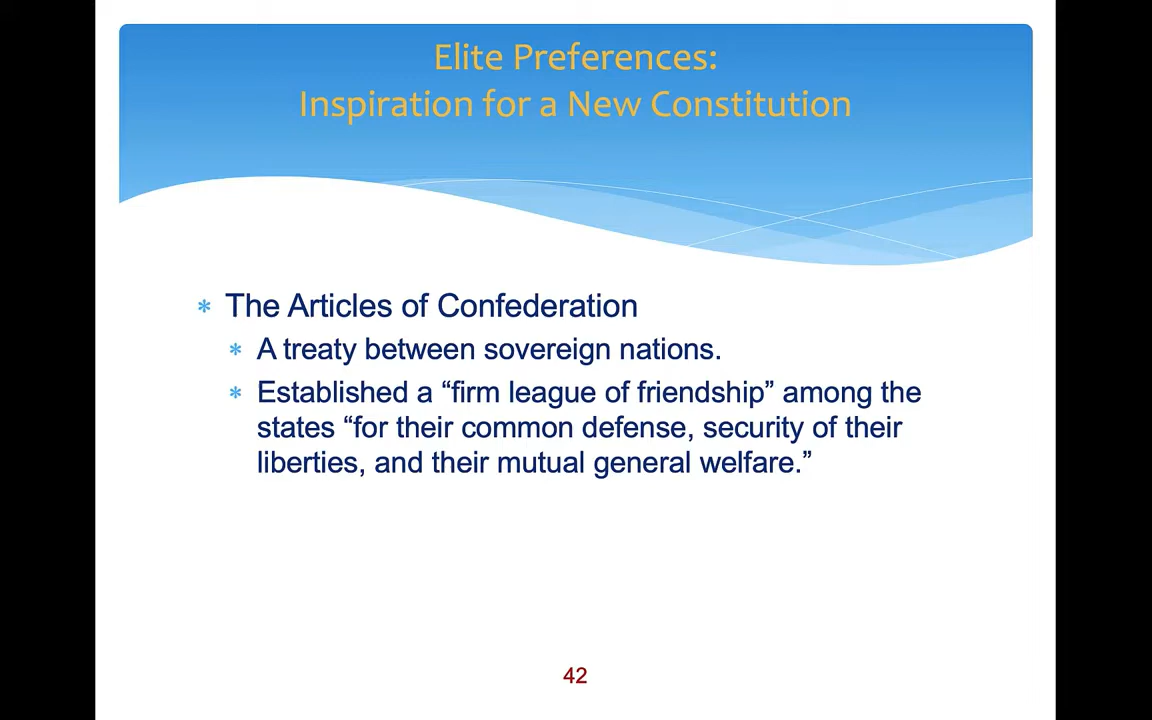 Elite Preferences:
Inspiration for a New Constitution
* The Articles of Confederation
* A treaty between sovereign nations.
* Established a “firm league of friendship” among the
states “for their common defense, security of their
liberties, and their mutual general welfare.”
42